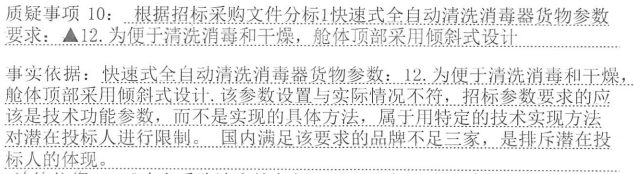 质疑事项 10： 根据招标采购文件分标1快速式全自动清洗消毒器货物参数
要求：▲12.为便于清洗消毒和干燥，舱体顶部采用倾斜式设计
事实依据：快速式全自动清洗消毒器货物参数：12.为便于清洗消毒和干燥，
舱体顶部采用倾斜式设计.该参数设置与实际情况不符，招标参数要求的应
该是技术功能参数，而不是实现的具体方法，属于用特定的技术实现方法
对潜在投标人进行限制。 国内满足该要求的品牌不足三家，是排斥潜在投
标人的体现。